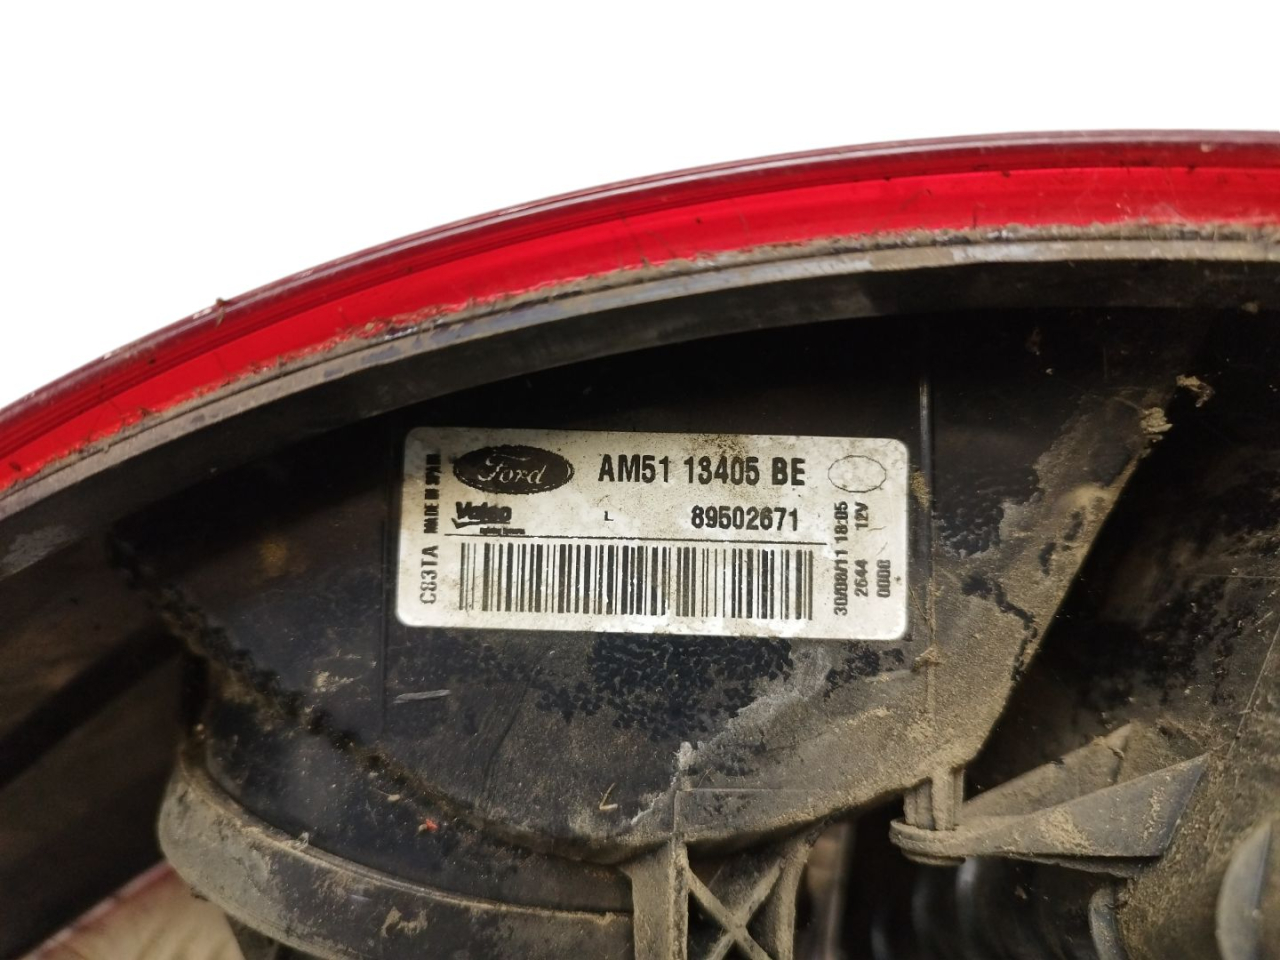 Ford
AM51 13405 BE
Valeo
L
89502671
MADE IN SPAIN
C83TA
30/08/11 18:05
2644 12V
0008